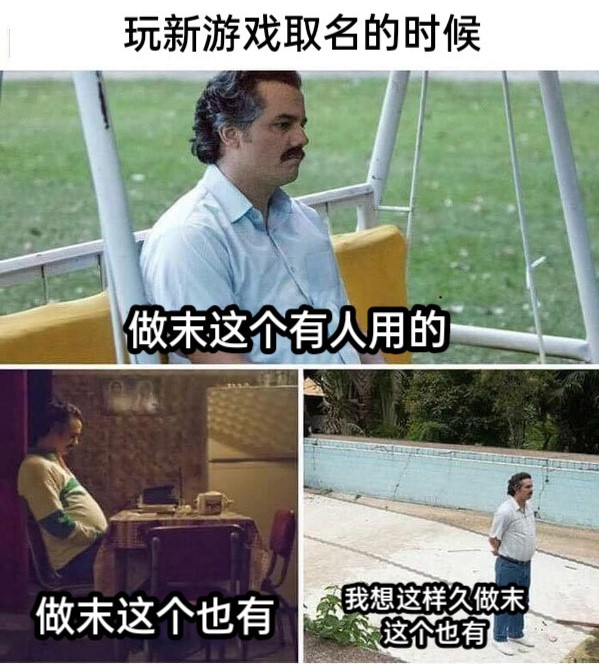 玩新游戏取名的时候
做末这个有人用的
做末这个也有
我想这样久做末
这个也有